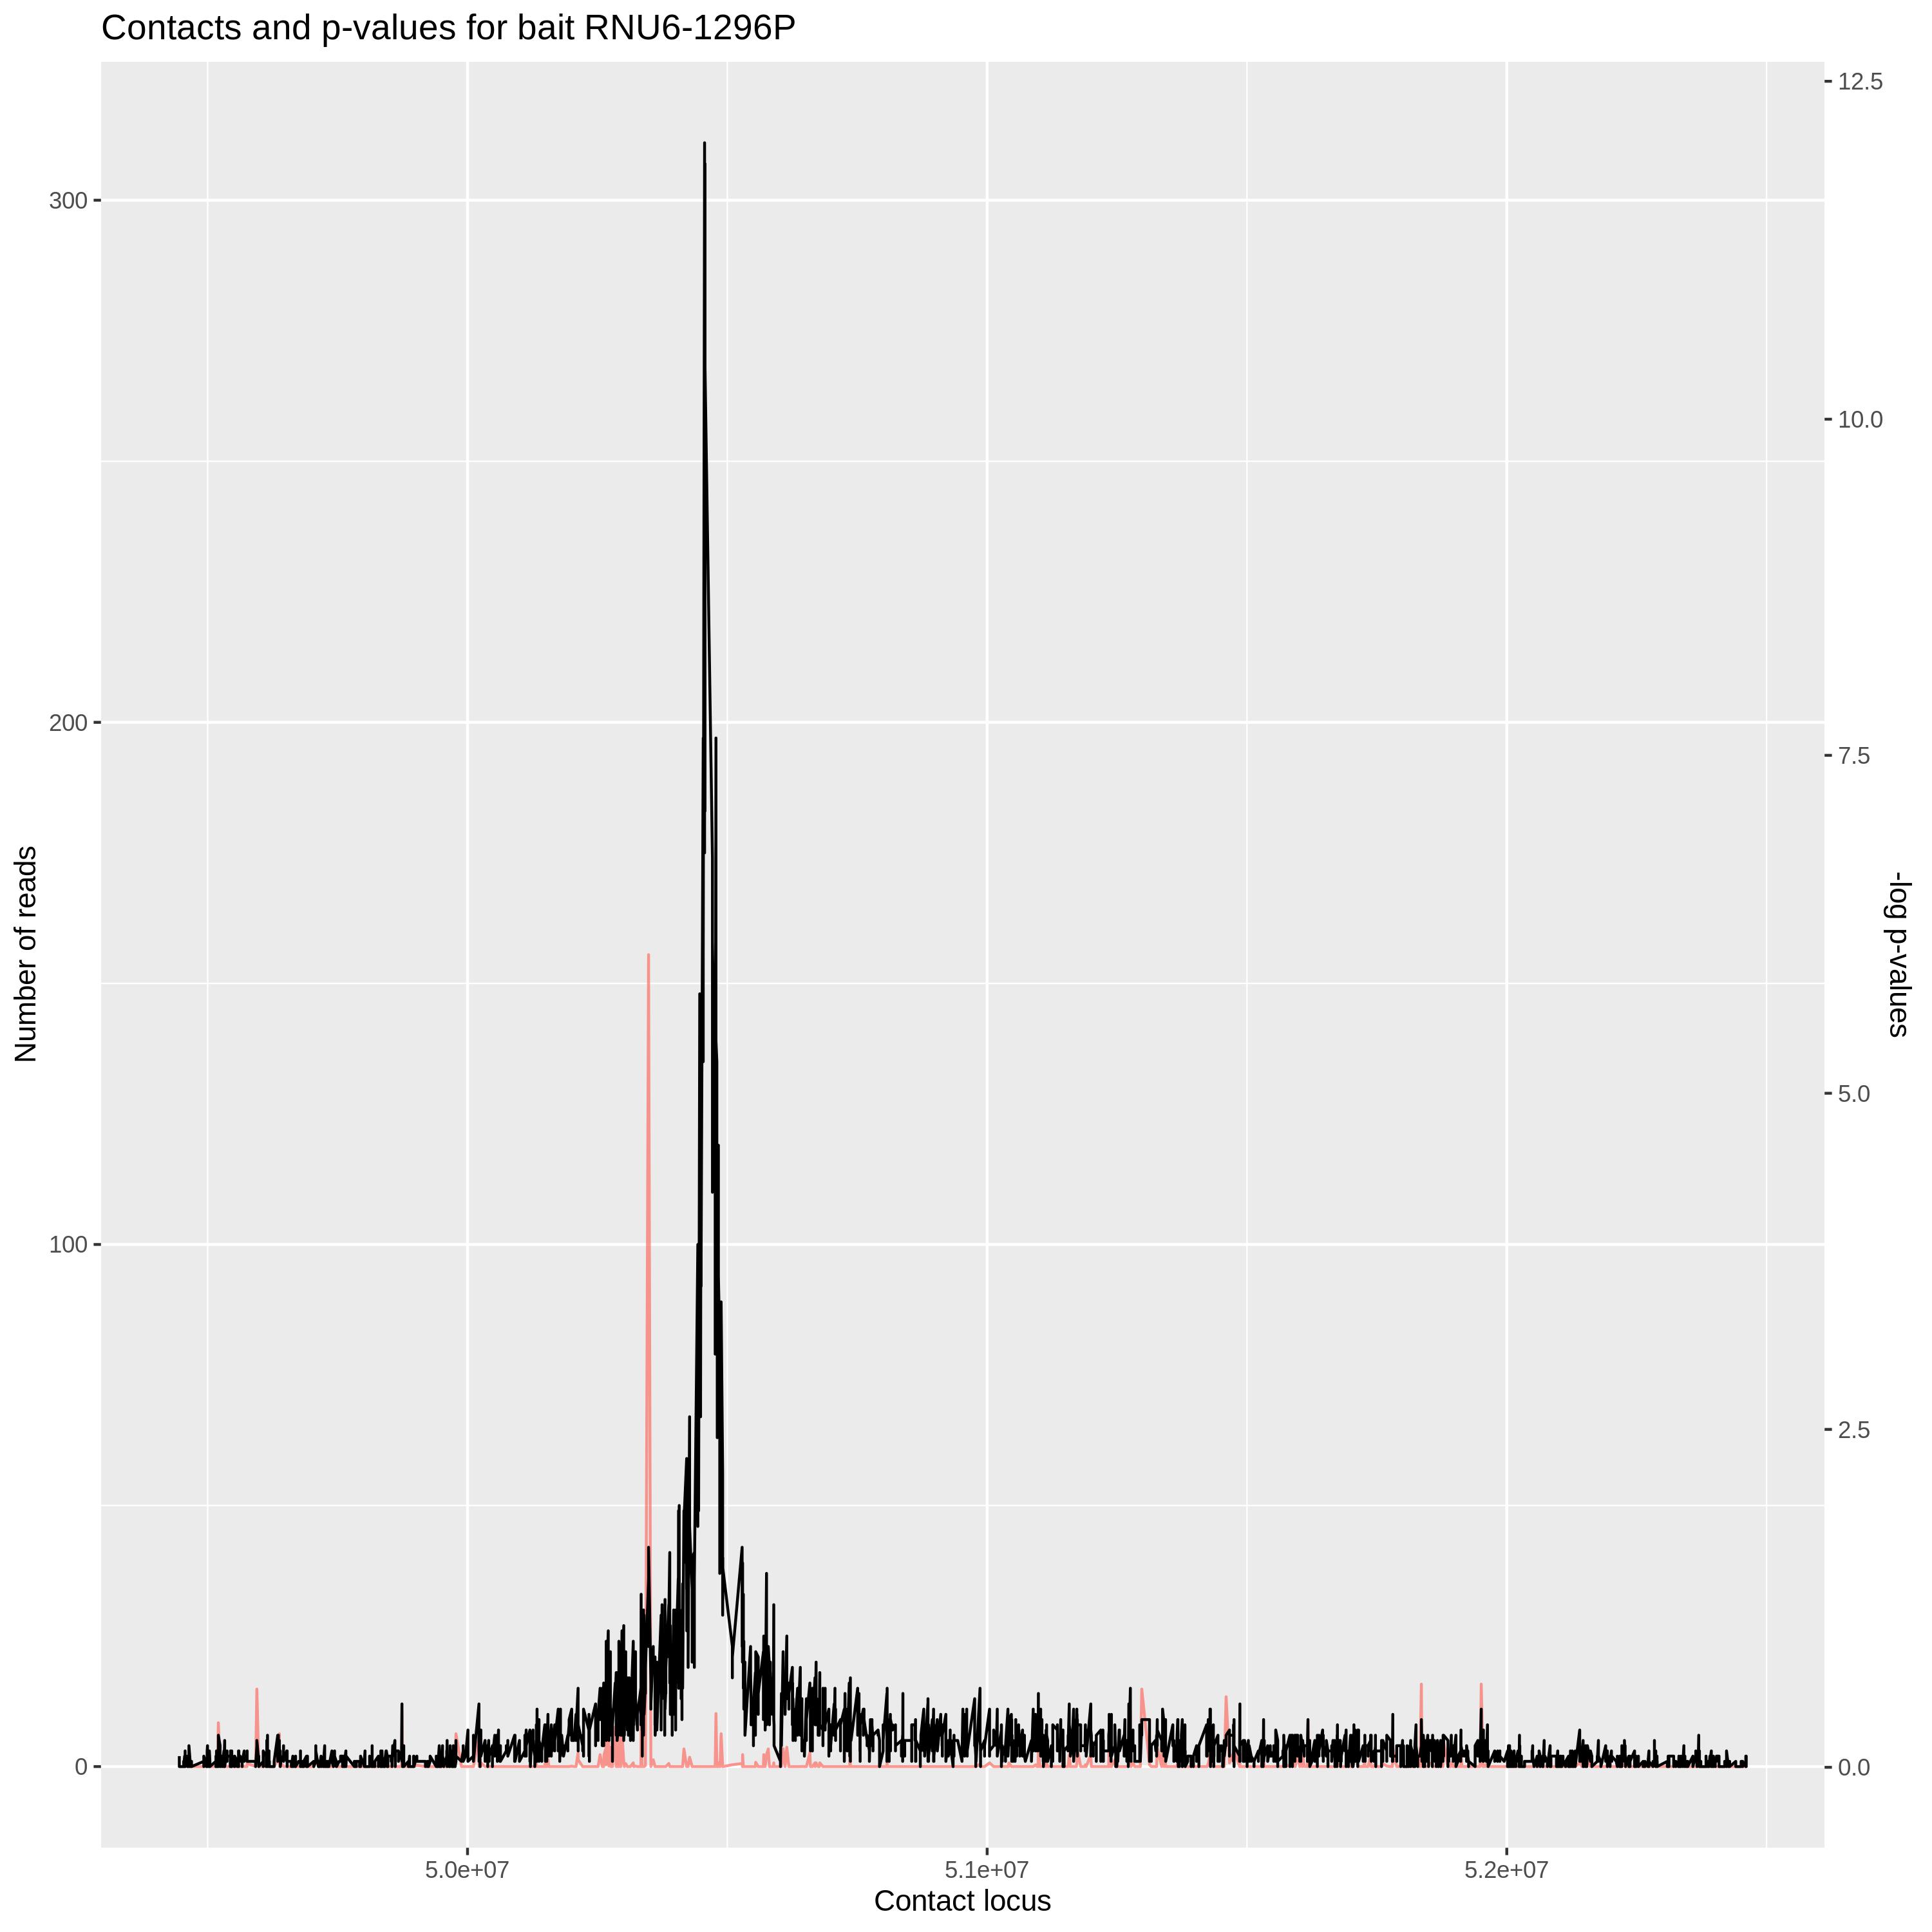 Contacts and p-values for bait RNU6-1296P
12.5
300
10.0
200
7.5
Number of reads
-log p-values
5.0
100
2.5
0
0.0
5.0e+07
5.1e+07
5.2e+07
Contact locus